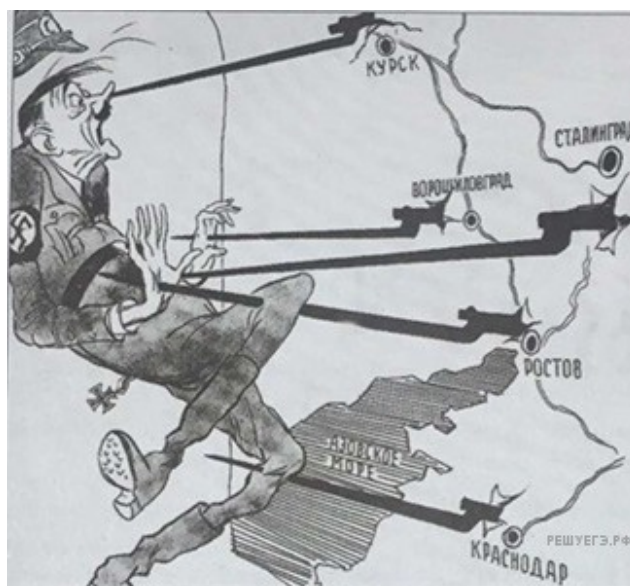 КУРСК
СТАЛИНГРАД
ВОРОШИЛОВГРАД
РОСТОВ
АЗОВСКОЕ
МОРЕ
КРАСНОДАР
РЕШУЕГЭ.РФ